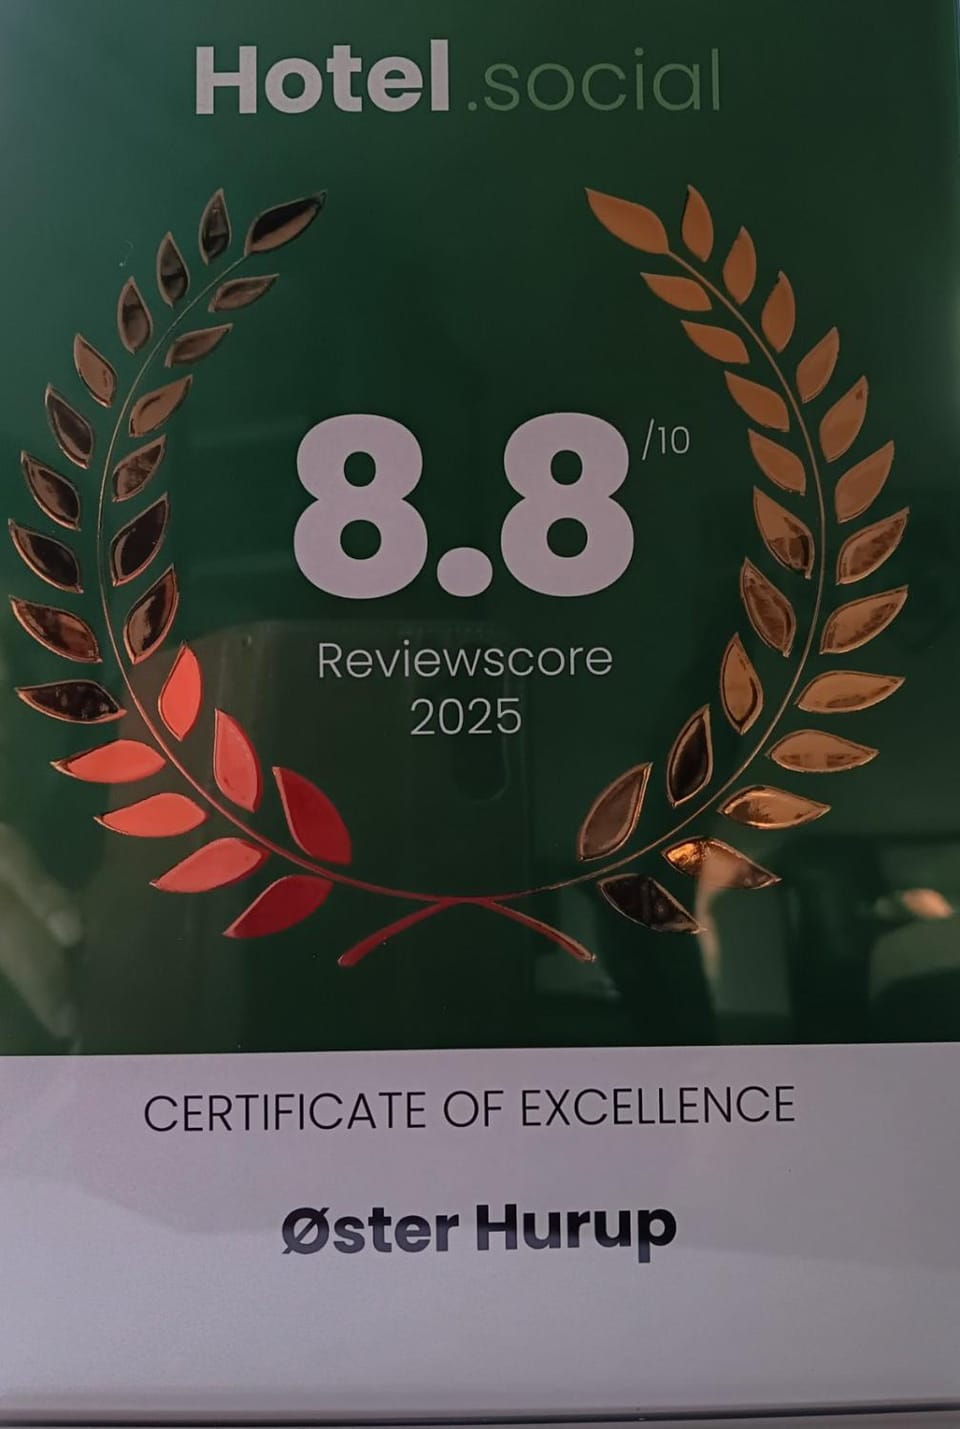 Hotel.social
8.8/10
Reviewscore
2025
CERTIFICATE OF EXCELLENCE
Øster Hurup